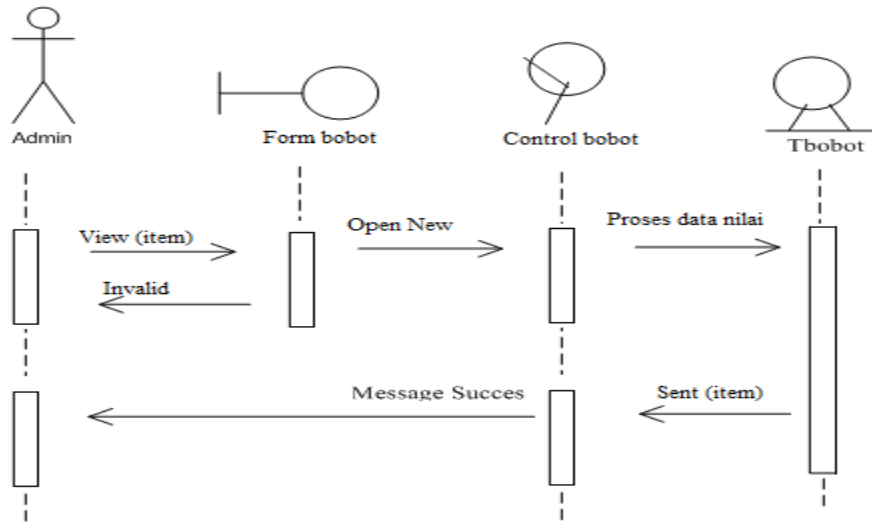 Admin
Form bobot
Control bobot
Tbobot
View (item)
Open New
Proses data nilai
Invalid
Message Succes
Sent (item)